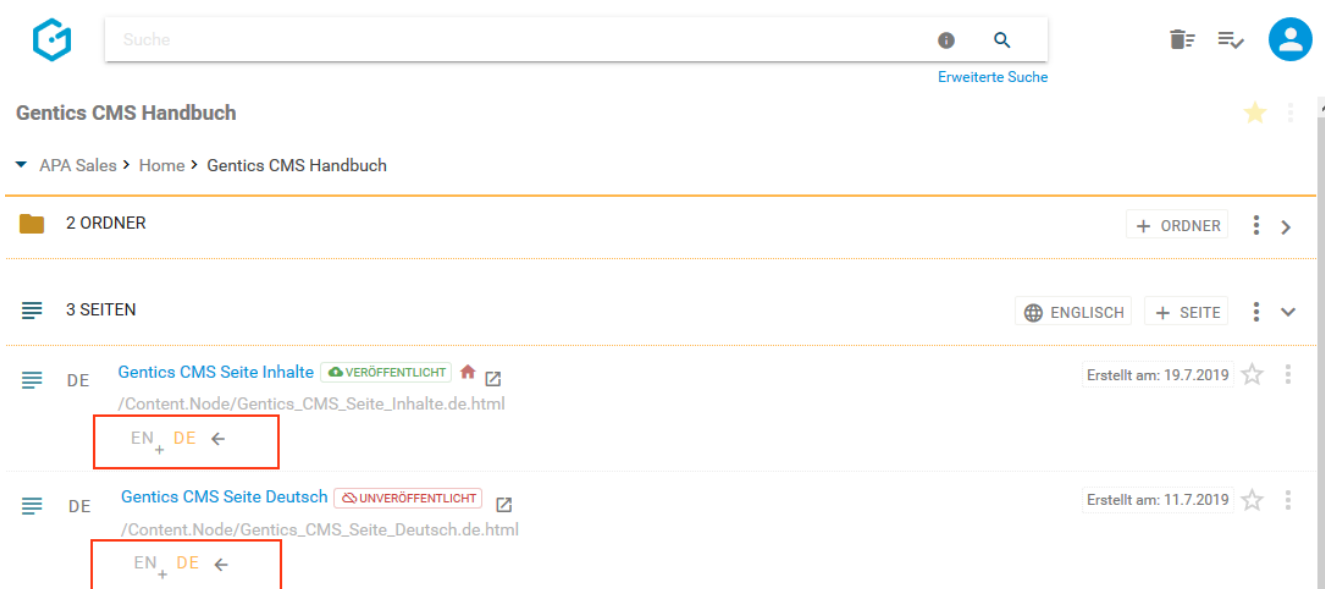 Suche
Erweiterte Suche
Gentics CMS Handbuch
APA Sales > Home > Gentics CMS Handbuch
2 ORDNER + ORDNER
3 SEITEN ENGLISCH + SEITE
DE Gentics CMS Seite Inhalte VERÖFFENTLICHT Erstellt am: 19.7.2019
/Content.Node/Gentics_CMS_Seite_Inhalte.de.html
EN+ DE ←
DE Gentics CMS Seite Deutsch UNVERÖFFENTLICHT Erstellt am: 11.7.2019
/Content.Node/Gentics_CMS_Seite_Deutsch.de.html
EN+ DE ←